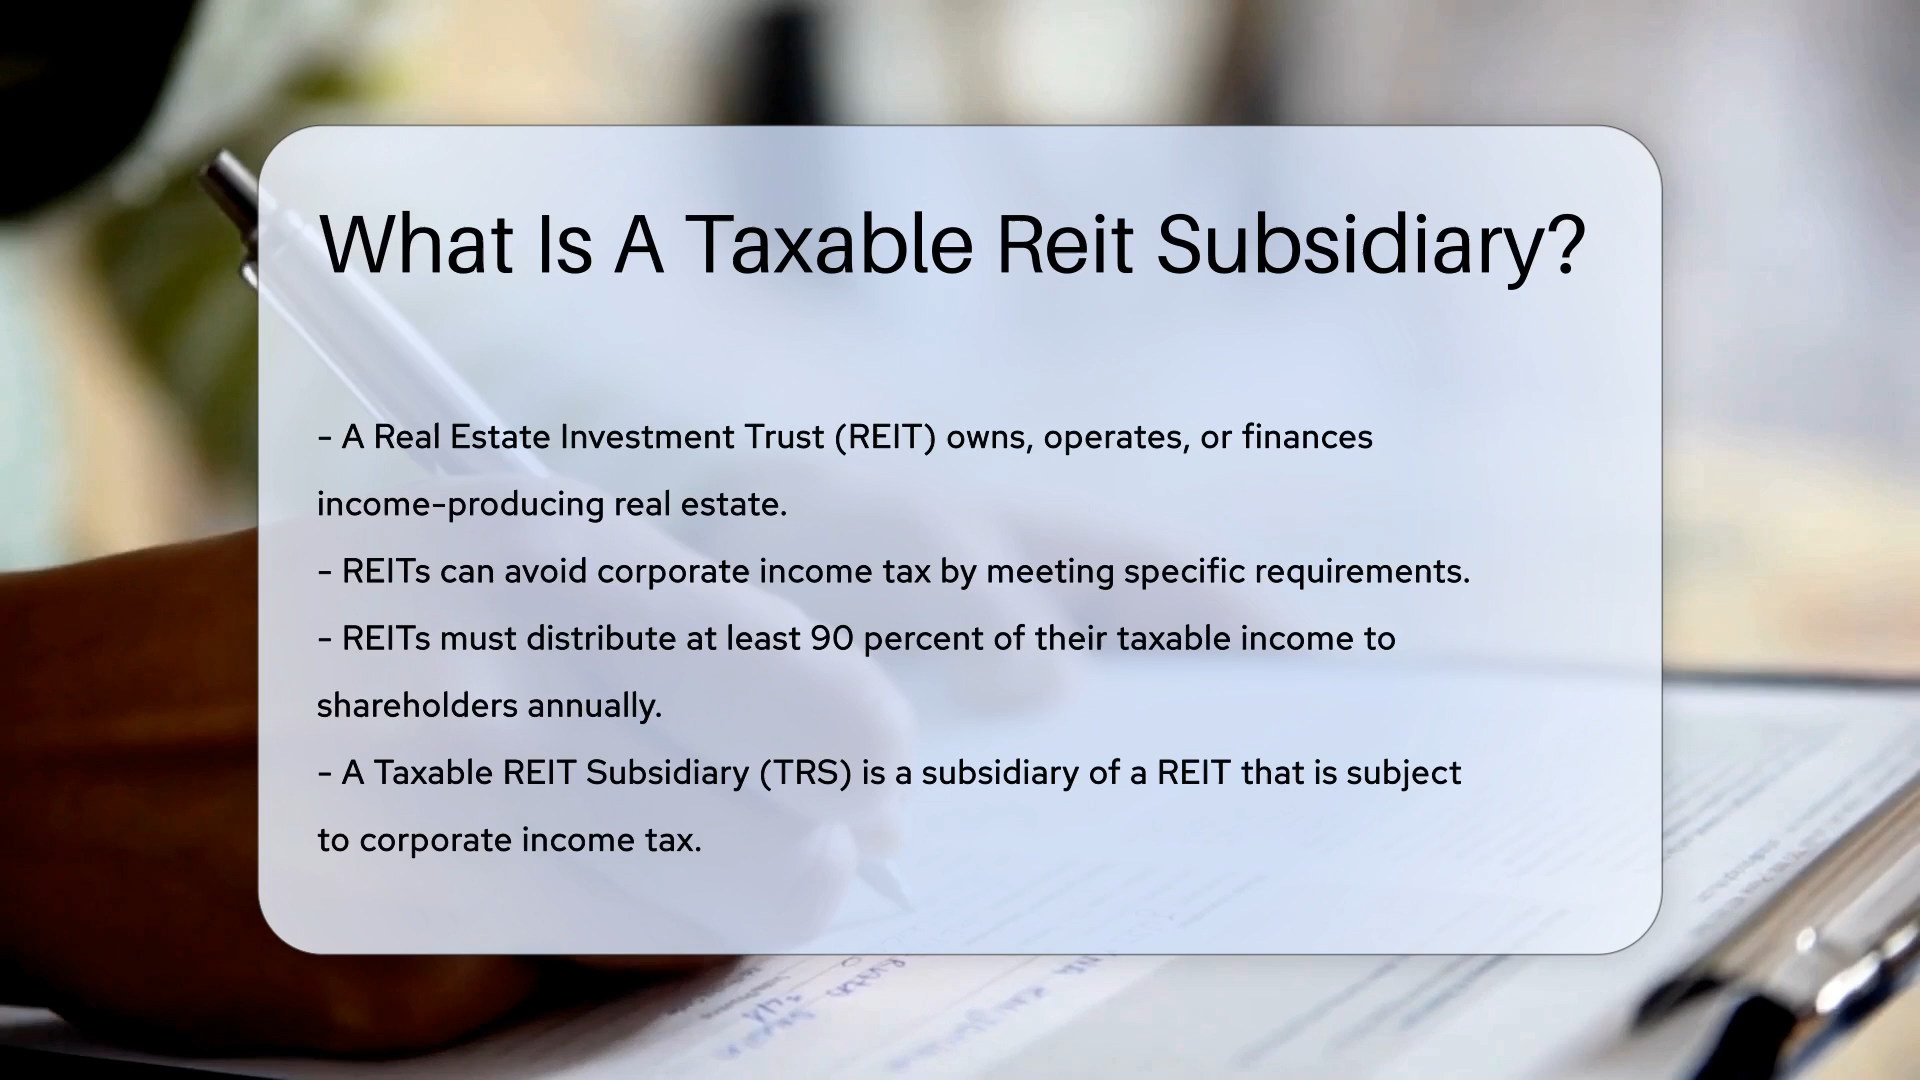 What Is A Taxable Reit Subsidiary?
- A Real Estate Investment Trust (REIT) owns, operates, or finances
income-producing real estate.
- REITs can avoid corporate income tax by meeting specific requirements.
- REITs must distribute at least 90 percent of their taxable income to
shareholders annually.
- A Taxable REIT Subsidiary (TRS) is a subsidiary of a REIT that is subject
to corporate income tax.